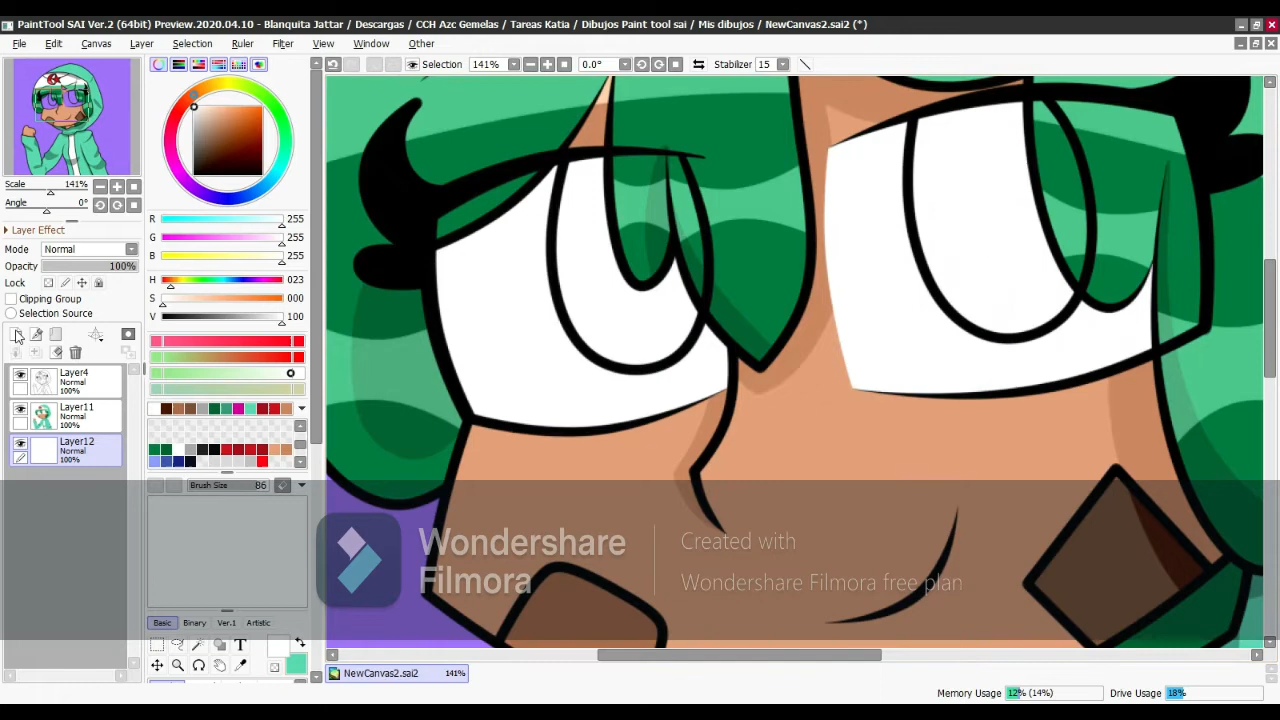 PaintTool SAI Ver.2 (64bit) Preview.2020.04.10 - Blanquita Jattar / Descargas / CCH Azc Gemelas / Tareas Katia / Dibujos Paint tool sai / Mis dibujos / NewCanvas2.sai2 (*)
File Edit Canvas Layer Selection Ruler Filter View Window Other
Selection 141% 0.0° Stabilizer 15
Scale 141%
Angle 0°
Layer Effect
Mode Normal
Opacity 100%
Lock
Clipping Group
Selection Source
Layer4
Normal
100%
Layer11
Normal
100%
Layer12
Normal
100%
R 255
G 255
B 255
H 023
S 000
V 100
Brush Size 86
Basic Binary Ver.1 Artistic
T
Wondershare
Filmora
Created with
Wondershare Filmora free plan
NewCanvas2.sai2 141%
Memory Usage 12% (14%) Drive Usage 18%